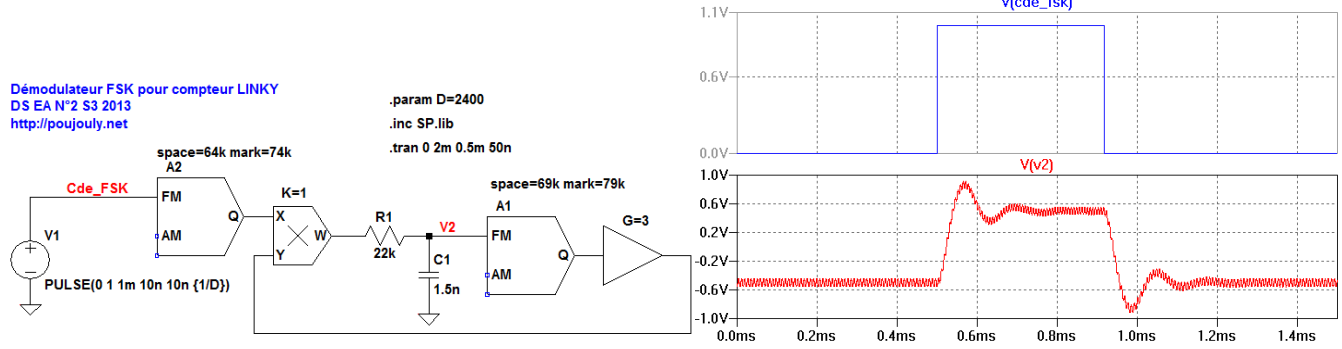 Démodulateur FSK pour compteur LINKY
DS EA N°2 S3 2013
http://poujouly.net
.param D=2400
.inc SP.lib
.tran 0 2m 0.5m 50n
space=64k mark=74k
A2
Cde_FSK
FM
AM
Q
V1
PULSE(0 1 1m 10n 10n {1/D})
K=1
X
Y
W
R1
22k
V2
C1
1.5n
space=69k mark=79k
A1
FM
AM
Q
G=3
V(cde_fsk)
1.1V
0.6V
0.0V
V(v2)
1.0V
0.6V
0.2V
-0.2V
-0.6V
-1.0V
0.0ms 0.2ms 0.4ms 0.6ms 0.8ms 1.0ms 1.2ms 1.4ms